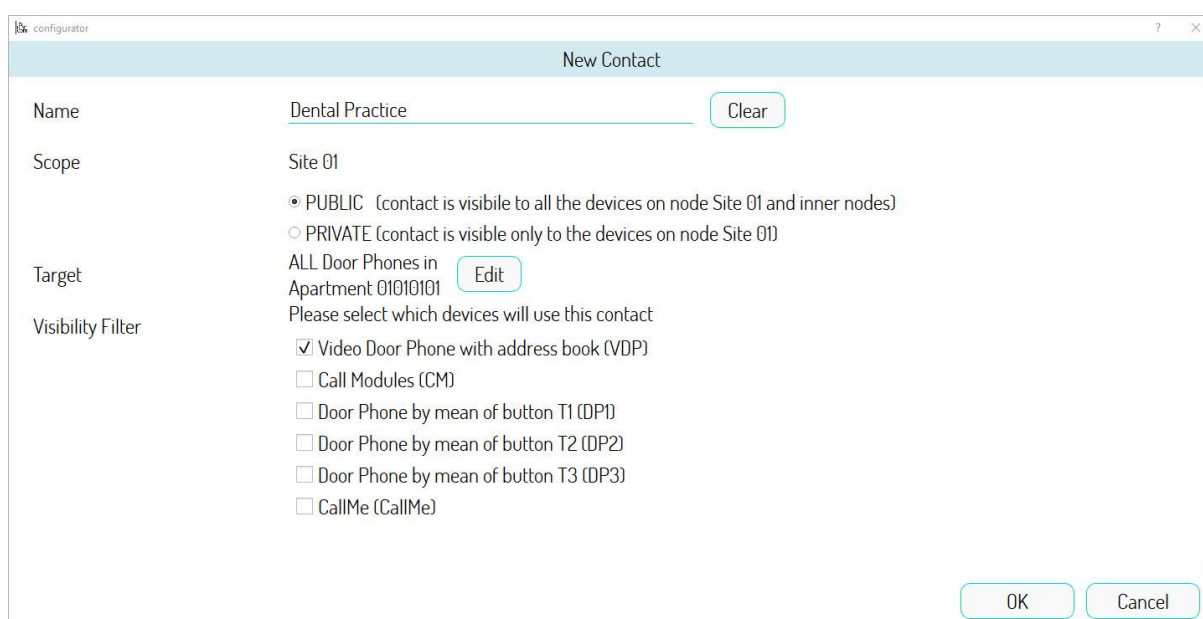 configurator ?
New Contact
Name Dental Practice Clear
Scope Site 01
PUBLIC (contact is visibile to all the devices on node Site 01 and inner nodes)
PRIVATE (contact is visible only to the devices on node Site 01)
ALL Door Phones in
Target Edit
Apartment 01010101
Visibility Filter Please select which devices will use this contact
Video Door Phone with address book (VDP)
Call Modules (CM)
Door Phone by mean of button T1 (DP1)
Door Phone by mean of button T2 (DP2)
Door Phone by mean of button T3 (DP3)
CallMe (CallMe)
OK Cancel